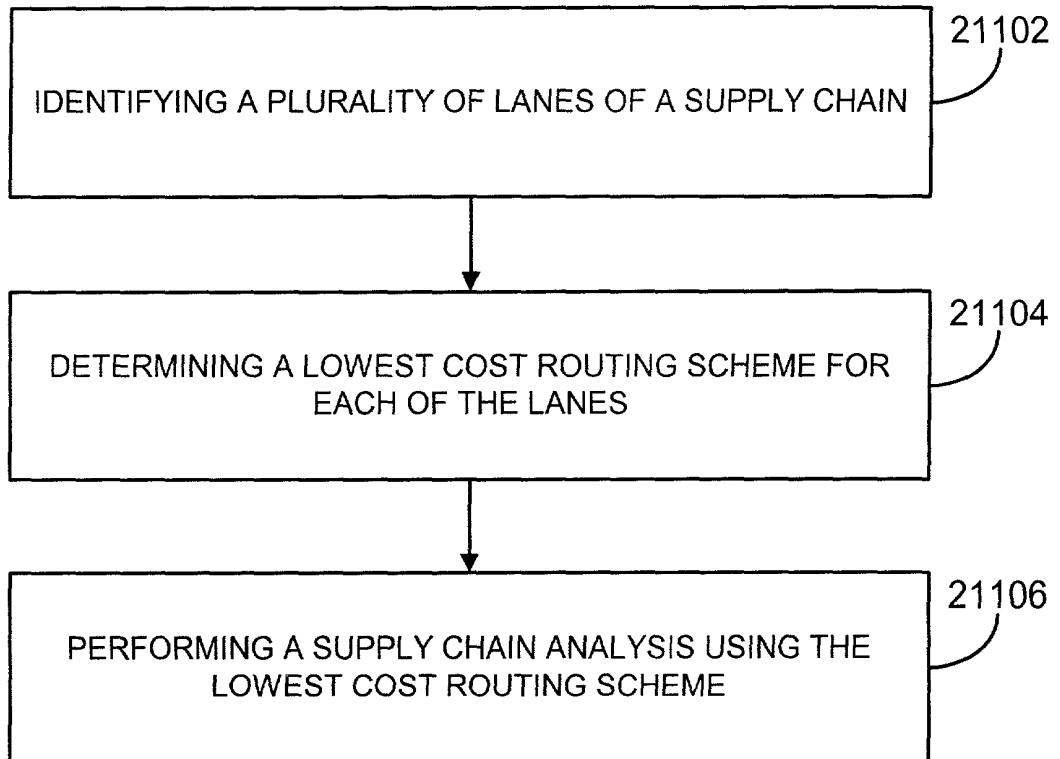 21102
IDENTIFYING A PLURALITY OF LANES OF A SUPPLY CHAIN
21104
DETERMINING A LOWEST COST ROUTING SCHEME FOR
EACH OF THE LANES
21106
PERFORMING A SUPPLY CHAIN ANALYSIS USING THE
LOWEST COST ROUTING SCHEME